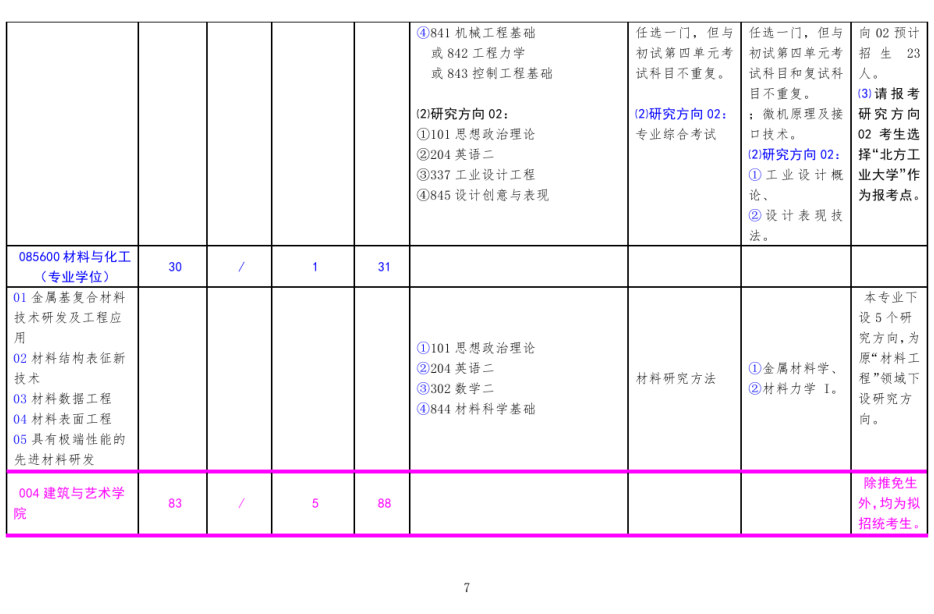 ④841 机械工程基础
或 842 工程力学
或 843 控制工程基础
(2)研究方向 02：
①101 思想政治理论
②204 英语二
③337 工业设计工程
④845 设计创意与表现
任选一门，但与
初试第四单元考
试科目不重复。
(2)研究方向 02：
专业综合考试
任选一门，但与
初试第四单元考
试科目和复试科
目不重复。
；微机原理及接
口技术。
(2)研究方向 02：
①工业设计概
论、
②设计表现技
法。
向 02 预计
招生 23
人。
(3)请报考
研究方向
02 考生选
择“北方工
业大学”作
为报考点。
085600 材料与化工
（专业学位）
30
/
1
31
01 金属基复合材料
技术研发及工程应
用
02 材料结构表征新
技术
03 材料数据工程
04 材料表面工程
05 具有极端性能的
先进材料研发
①101 思想政治理论
②204 英语二
③302 数学二
④844 材料科学基础
材料研究方法
①金属材料学、
②材料力学 I。
本专业下
设 5 个研
究方向，为
原“材料工
程”领域下
设研究方
向。
004 建筑与艺术学
院
83
/
5
88
除推免生
外，均为拟
招统考生。
7